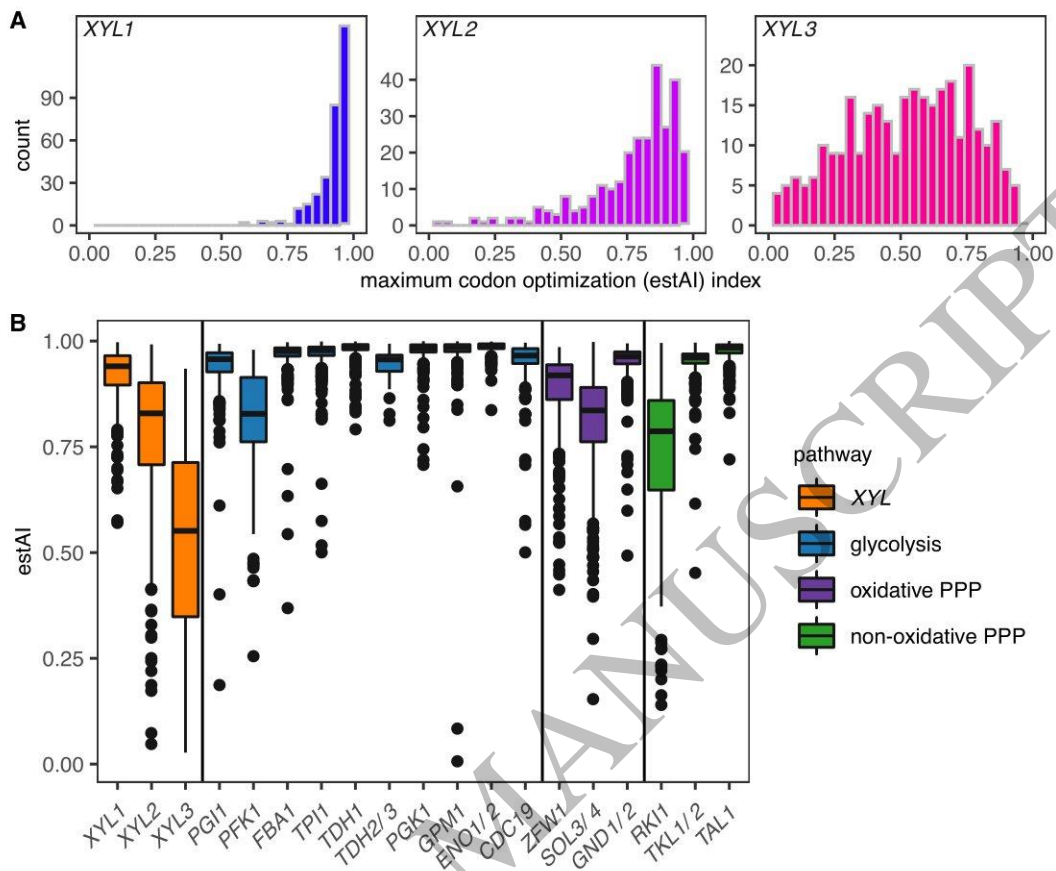 A
XYL1
XYL2
XYL3
count
90
60
30
0
40
30
20
10
0
20
15
10
5
0
0.00 0.25 0.50 0.75 1.00
0.00 0.25 0.50 0.75 1.00
0.00 0.25 0.50 0.75 1.00
maximum codon optimization (estAI) index
B
estAI
1.00
0.75
0.50
0.25
0.00
XYL1
XYL2
XYL3
PGI1
PFK1
FBA1
TPI1
TDH1
TDH2/3
PGK1
GPM1
ENO1/2
CDC19
ZFW1
SOL3/4
GND1/2
RKI1
TKL1/2
TAL1
pathway
XYL
glycolysis
oxidative PPP
non-oxidative PPP
MANUSCRIPT